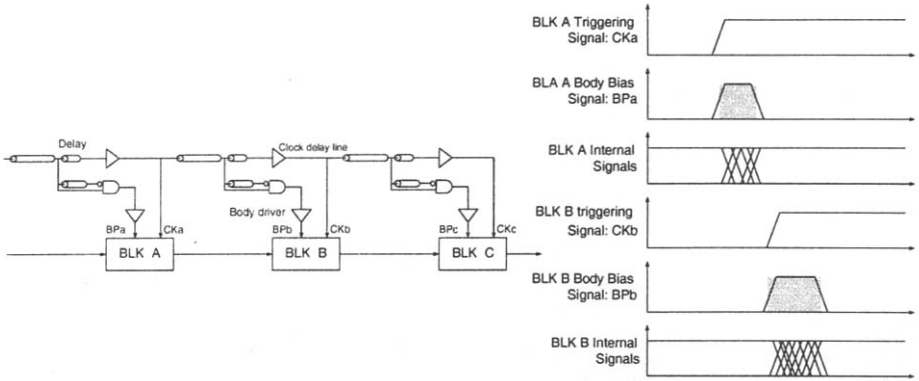 Delay
Clock delay line
Body driver
BPa
CKa
BPb
CKb
BPc
CKc
BLK A
BLK B
BLK C
BLK A Triggering
Signal: CKa
BLA A Body Bias
Signal: BPa
BLK A Internal
Signals
BLK B triggering
Signal: CKb
BLK B Body Bias
Signal: BPb
BLK B Internal
Signals